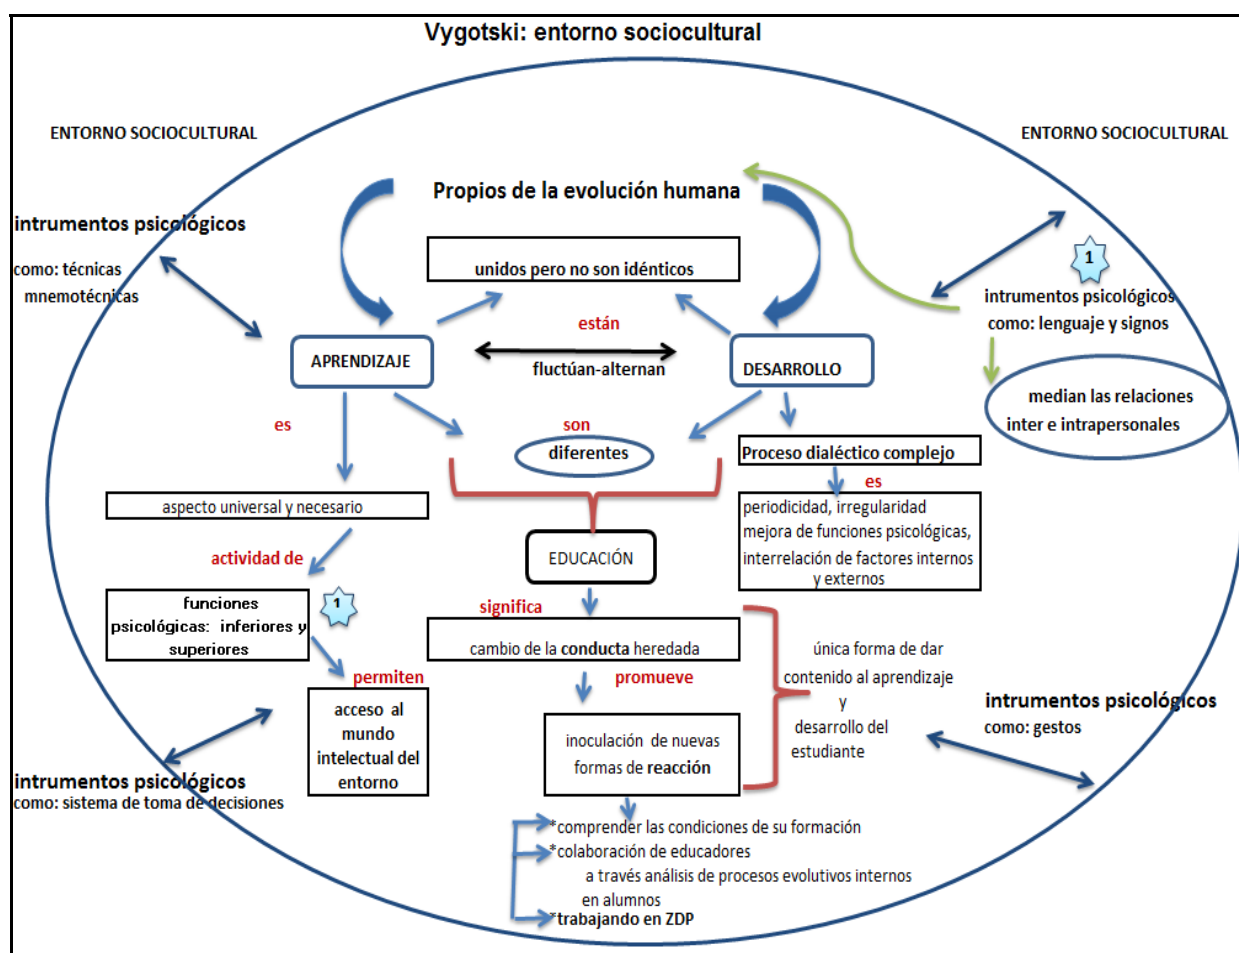 Vygotski: entorno sociocultural
ENTORNO SOCIOCULTURAL
ENTORNO SOCIOCULTURAL
Propios de la evolución humana
intrumentos psicológicos
como: técnicas
mnemotécnicas
unidos pero no son idénticos
1
intrumentos psicológicos
como: lenguaje y signos
están
APRENDIZAJE
fluctúan-alternan
DESARROLLO
median las relaciones
inter e intrapersonales
es
son
diferentes
Proceso dialéctico complejo
es
aspecto universal y necesario
periodicidad, irregularidad
mejora de funciones psicológicas,
interrelación de factores internos
y externos
actividad de
EDUCACIÓN
funciones
psicológicas: inferiores y
superiores
1
significa
cambio de la conducta heredada
permiten
promueve
única forma de dar
contenido al aprendizaje
y
desarrollo del
estudiante
acceso al
mundo
intelectual del
entorno
inoculación de nuevas
formas de reacción
intrumentos psicológicos
como: gestos
intrumentos psicológicos
como: sistema de toma de decisiones
*comprender las condiciones de su formación
*colaboración de educadores
a través análisis de procesos evolutivos internos
en alumnos
*trabajando en ZDP